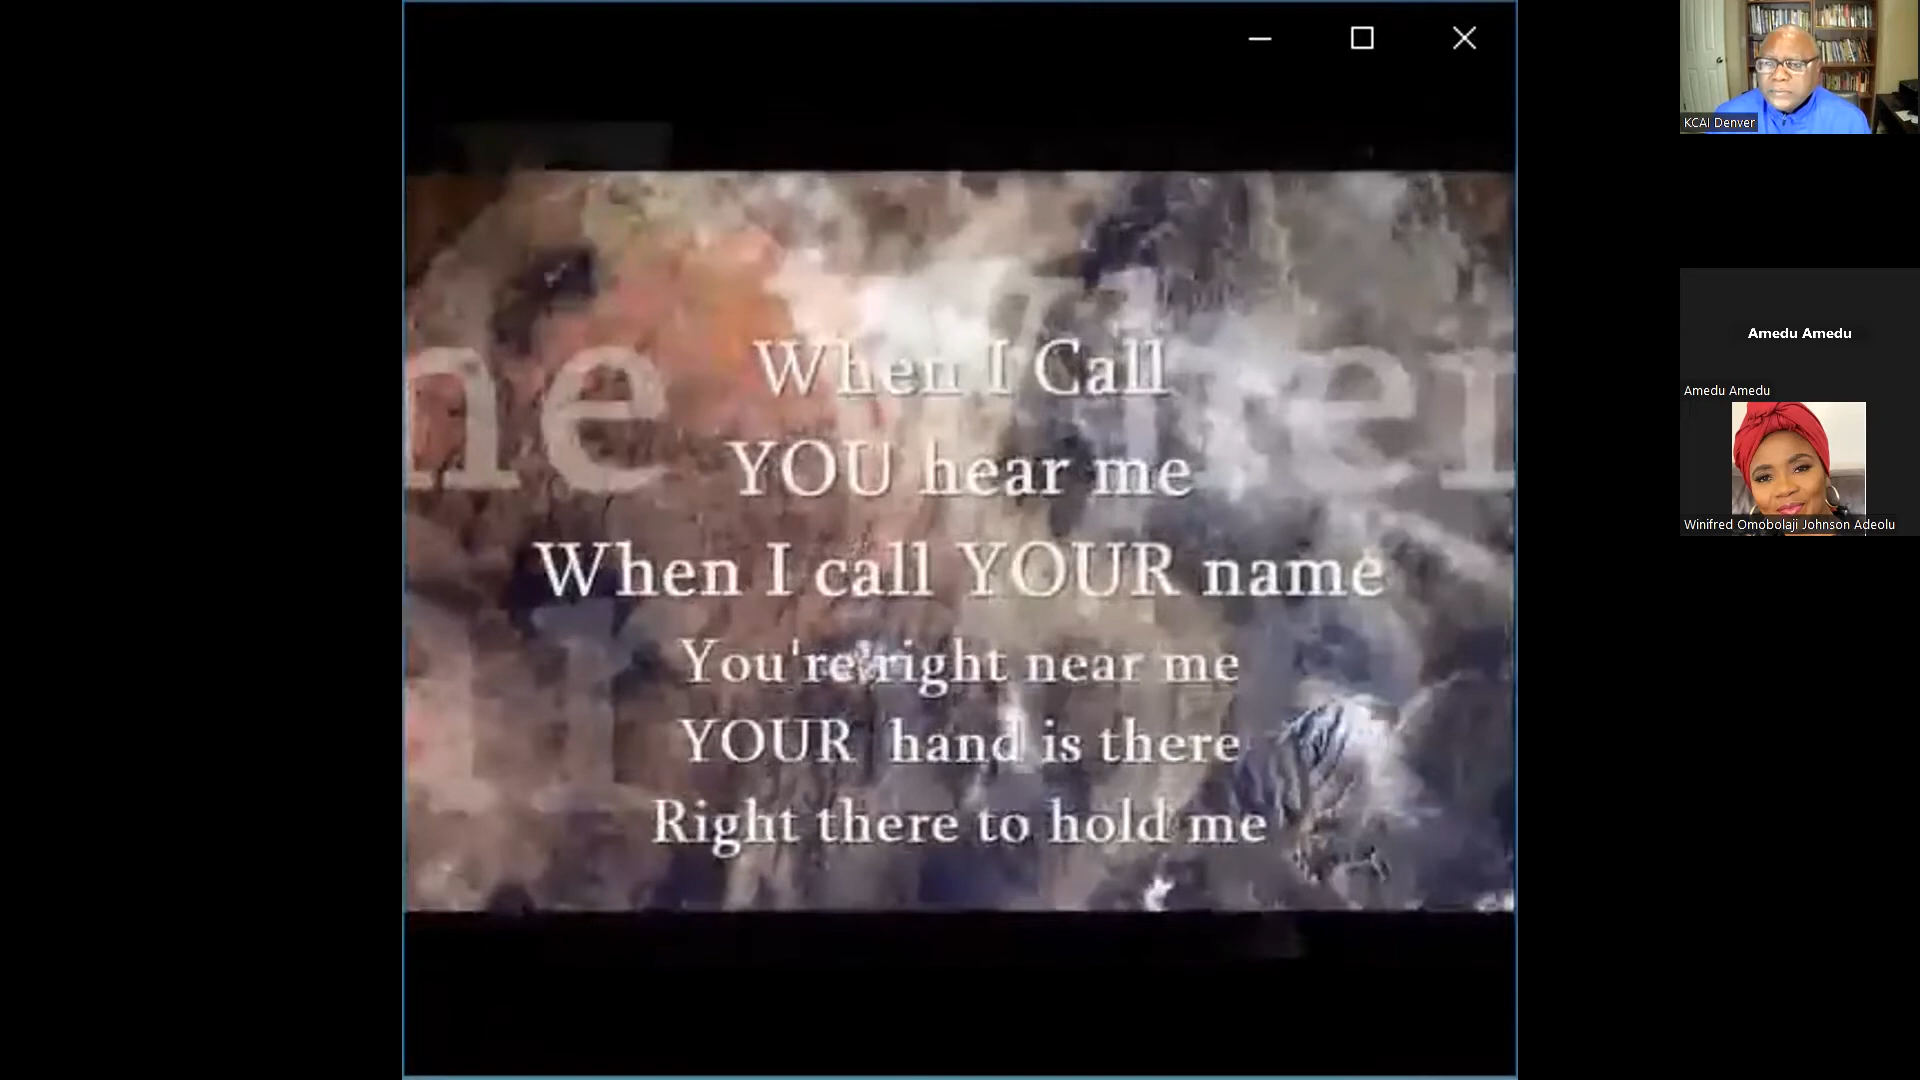 When I Call
YOU hear me
When I call YOUR name
You're right near me
YOUR hand is there
Right there to hold me
KCAI Denver
Amedu Amedu
Amedu Amedu
Winifred Omobolaji Johnson Adeolu